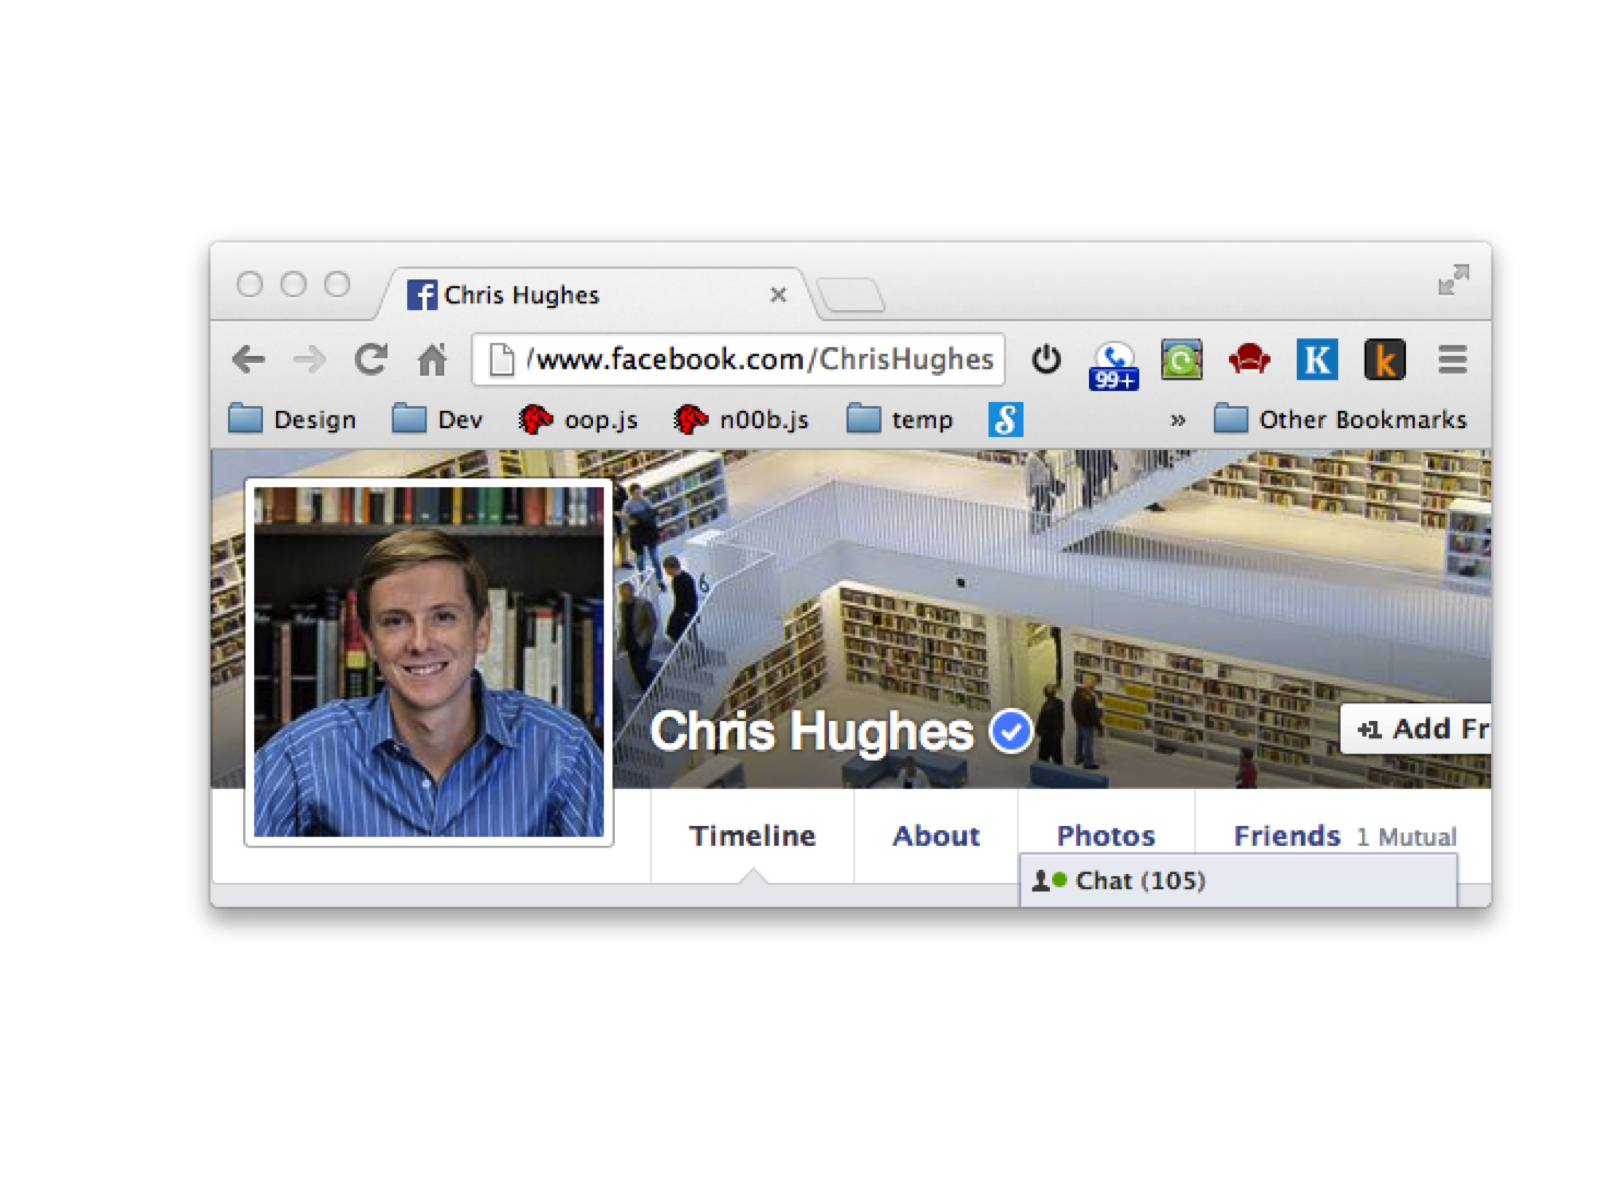 Chris Hughes
/www.facebook.com/ChrisHughes
99+
K
k
Design
Dev
oop.js
n00b.js
temp
S
»
Other Bookmarks
6
Chris Hughes
+1 Add Fr
Timeline
About
Photos
Friends 1 Mutual
Chat (105)